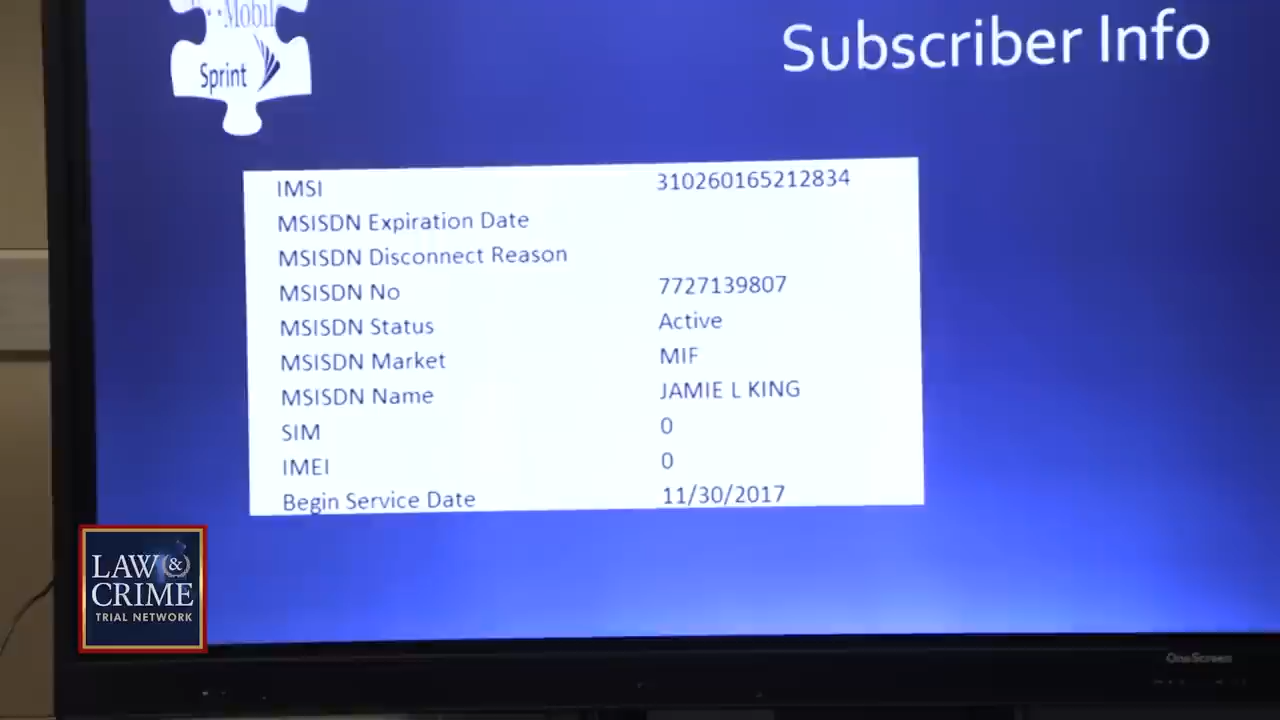 Mobil
Sprint
Subscriber Info
IMSI 310260165212834
MSISDN Expiration Date
MSISDN Disconnect Reason
MSISDN No 7727139807
MSISDN Status Active
MSISDN Market MIF
MSISDN Name JAMIE L KING
SIM 0
IMEI 0
Begin Service Date 11/30/2017
LAW &
CRIME
TRIAL NETWORK
OneScreen